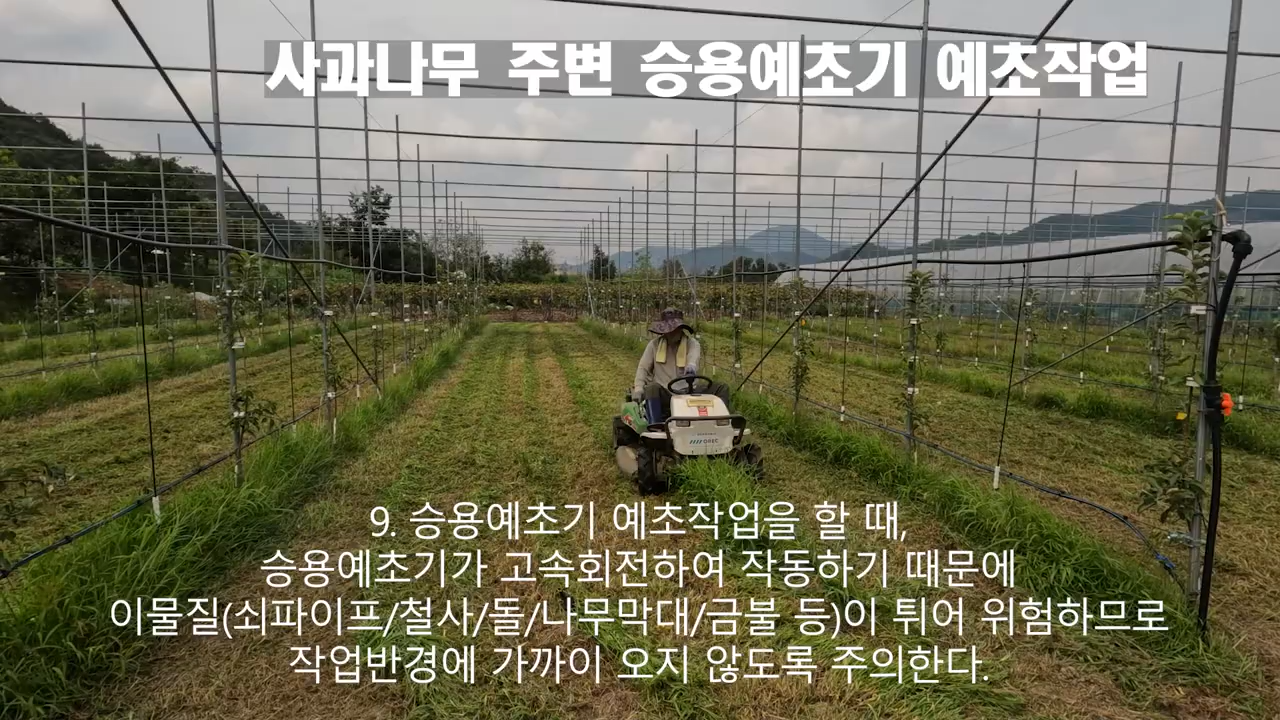 사과나무 주변 승용예초기 예초작업
OREC
9. 승용예초기 예초작업을 할 때,
승용예초기가 고속회전하여 작동하기 때문에
이물질(쇠파이프/철사/돌/나무막대/금불 등)이 튀어 위험하므로
작업반경에 가까이 오지 않도록 주의한다.